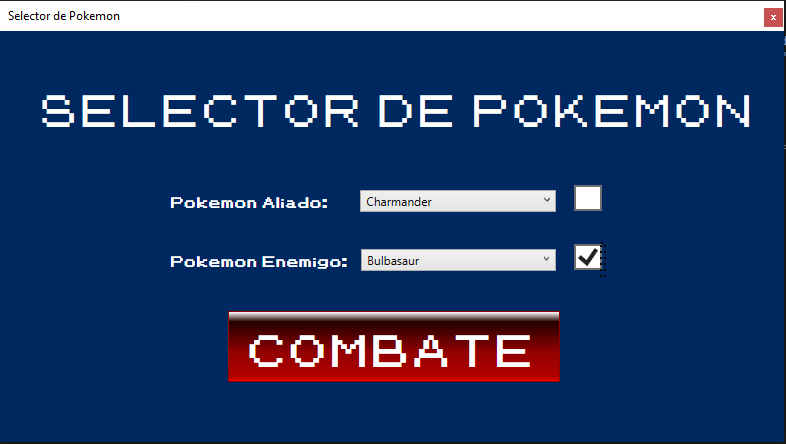 Selector de Pokemon
SELECTOR DE POKEMON
Pokemon Aliado: Charmander
Pokemon Enemigo: Bulbasaur
COMBATE